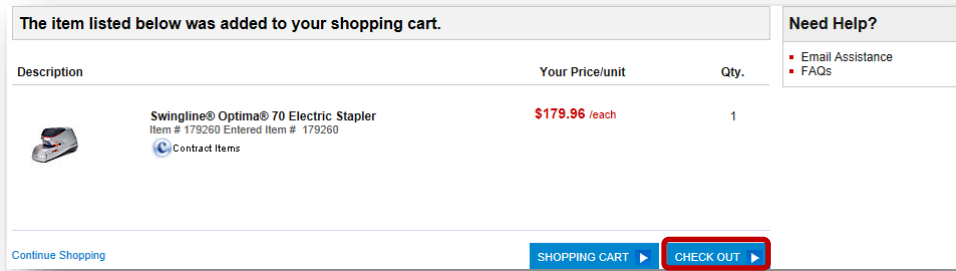 The item listed below was added to your shopping cart.
Need Help?
Email Assistance
FAQs
Description Your Price/unit Qty.
Swingline® Optima® 70 Electric Stapler $179.96 /each 1
Item # 179260 Entered Item # 179260
Contract Items
Continue Shopping SHOPPING CART CHECK OUT